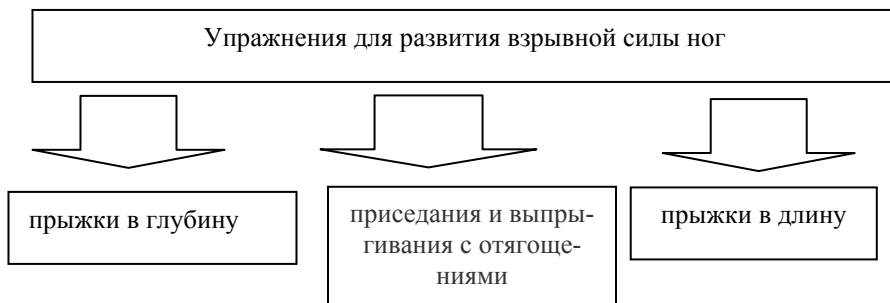 Упражнения для развития взрывной силы ног
прыжки в глубину
приседания и выпры-
гивания с отягоще-
ниями
прыжки в длину